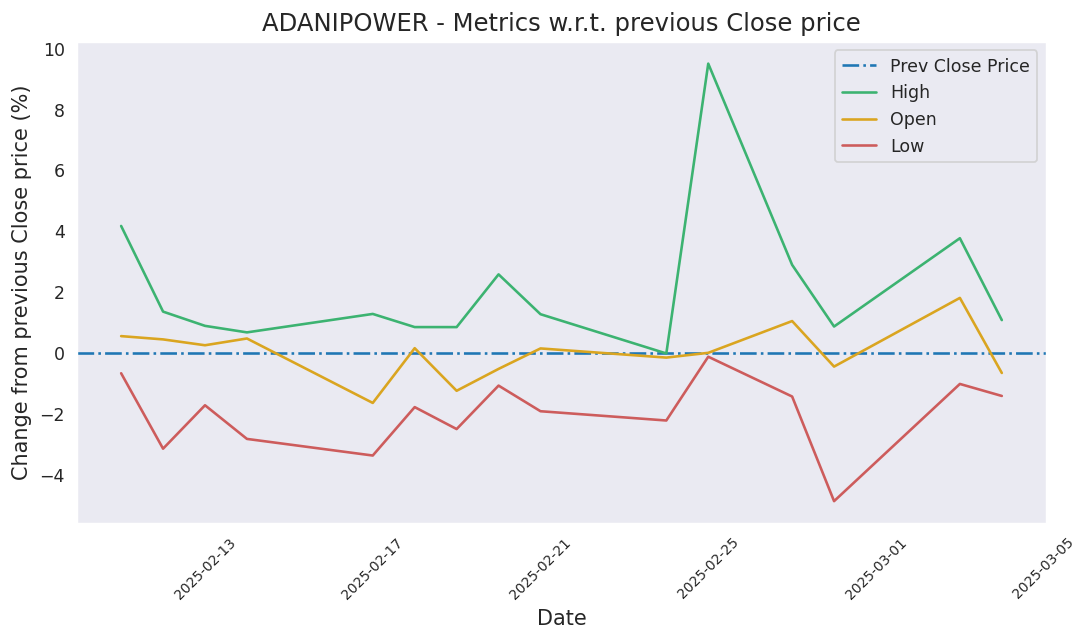 ADANIPOWER - Metrics w.r.t. previous Close price
Change from previous Close price (%)
10
8
6
4
2
0
−2
−4
Prev Close Price
High
Open
Low
2025-02-13
2025-02-17
2025-02-21
2025-02-25
2025-03-01
2025-03-05
Date